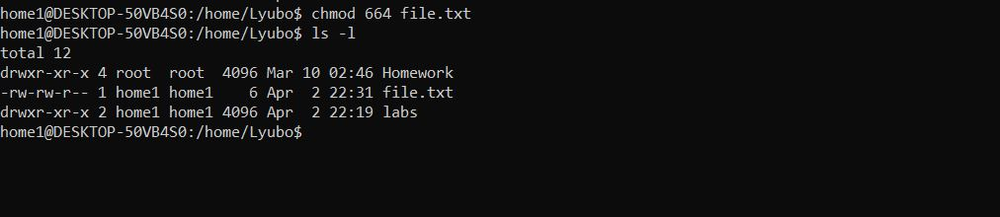 home1@DESKTOP-50VB4S0:/home/Lyubo$ chmod 664 file.txt
home1@DESKTOP-50VB4S0:/home/Lyubo$ ls -l
total 12
drwxr-xr-x 4 root  root  4096 Mar 10 02:46 Homework
-rw-rw-r-- 1 home1 home1    6 Apr  2 22:31 file.txt
drwxr-xr-x 2 home1 home1 4096 Apr  2 22:19 labs
home1@DESKTOP-50VB4S0:/home/Lyubo$